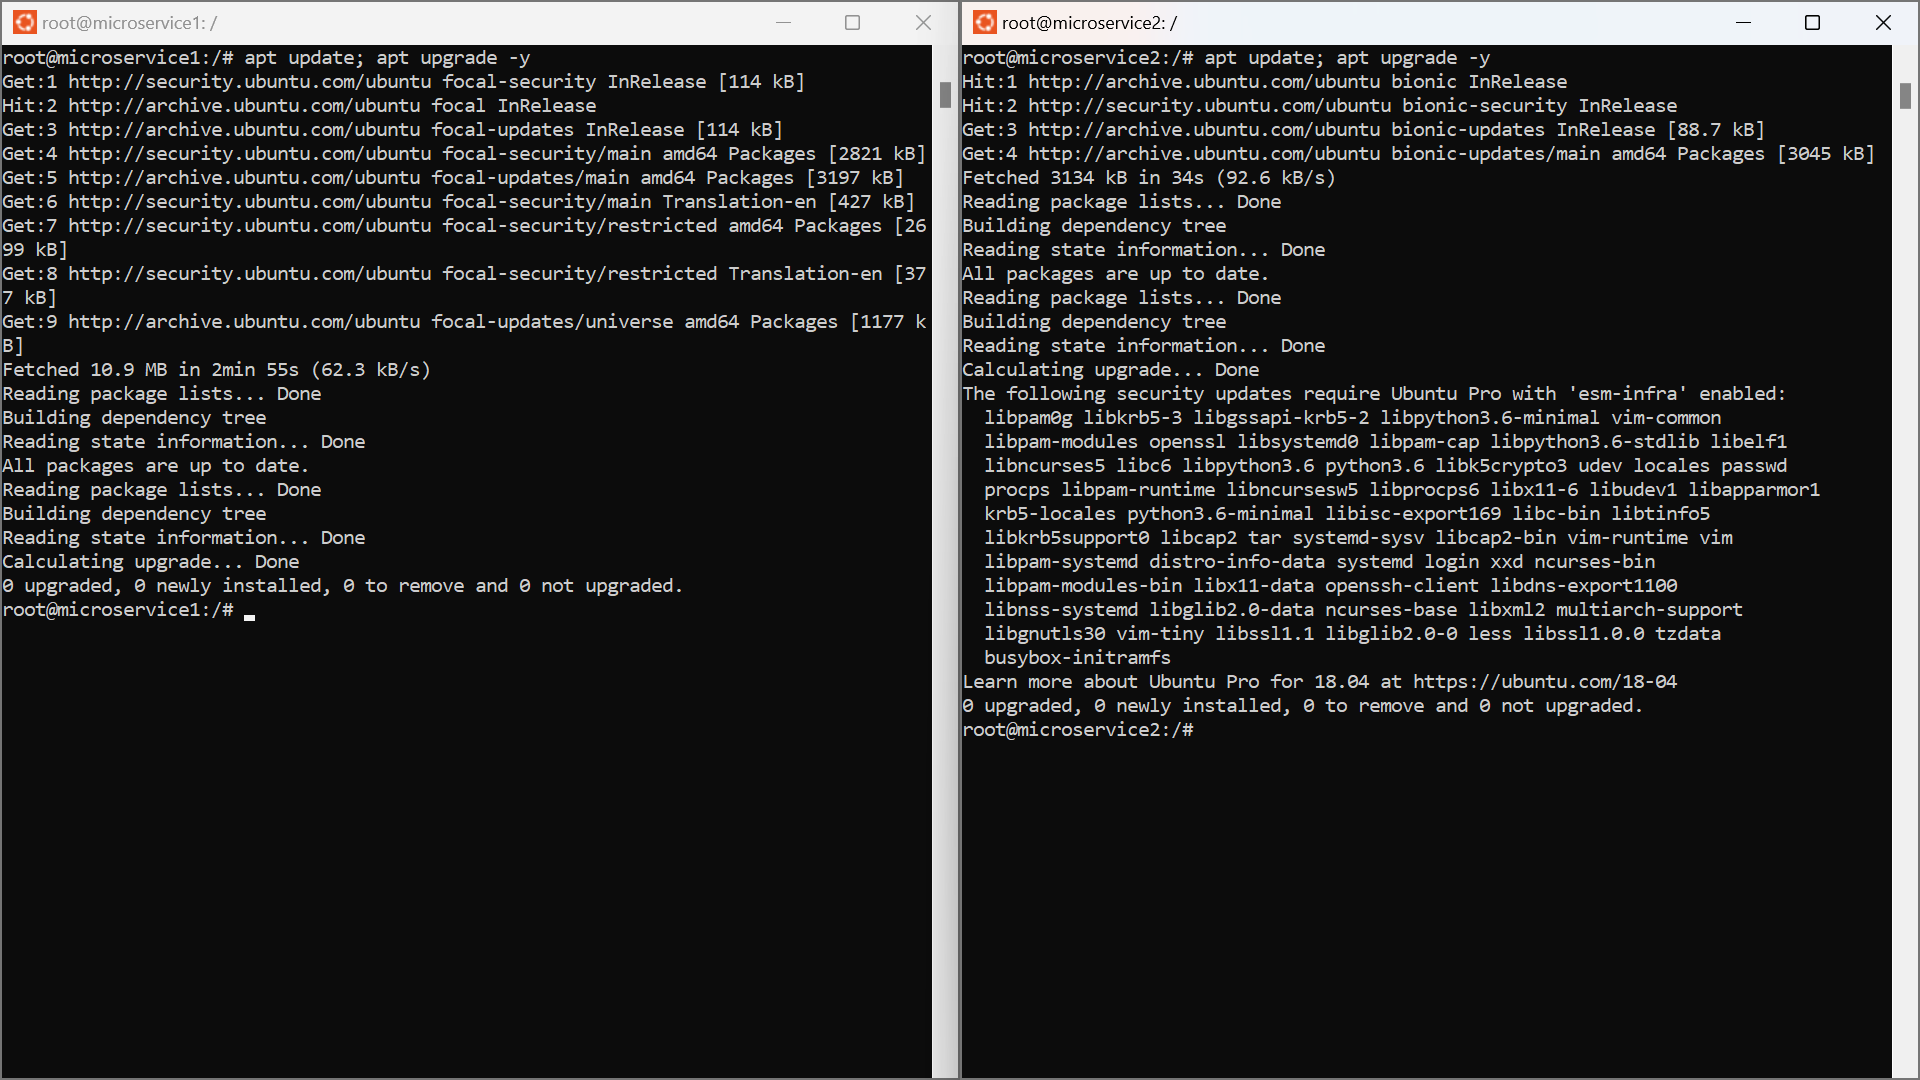 root@microservice1: /
root@microservice1:/# apt update; apt upgrade -y
Get:1 http://security.ubuntu.com/ubuntu focal-security InRelease [114 kB]
Hit:2 http://archive.ubuntu.com/ubuntu focal InRelease
Get:3 http://archive.ubuntu.com/ubuntu focal-updates InRelease [114 kB]
Get:4 http://security.ubuntu.com/ubuntu focal-security/main amd64 Packages [2821 kB]
Get:5 http://archive.ubuntu.com/ubuntu focal-updates/main amd64 Packages [3197 kB]
Get:6 http://security.ubuntu.com/ubuntu focal-security/main Translation-en [427 kB]
Get:7 http://security.ubuntu.com/ubuntu focal-security/restricted amd64 Packages [26
99 kB]
Get:8 http://security.ubuntu.com/ubuntu focal-security/restricted Translation-en [37
7 kB]
Get:9 http://archive.ubuntu.com/ubuntu focal-updates/universe amd64 Packages [1177 k
B]
Fetched 10.9 MB in 2min 55s (62.3 kB/s)
Reading package lists... Done
Building dependency tree
Reading state information... Done
All packages are up to date.
Reading package lists... Done
Building dependency tree
Reading state information... Done
Calculating upgrade... Done
0 upgraded, 0 newly installed, 0 to remove and 0 not upgraded.
root@microservice1:/#
root@microservice2: /
root@microservice2:/# apt update; apt upgrade -y
Hit:1 http://archive.ubuntu.com/ubuntu bionic InRelease
Hit:2 http://security.ubuntu.com/ubuntu bionic-security InRelease
Get:3 http://archive.ubuntu.com/ubuntu bionic-updates InRelease [88.7 kB]
Get:4 http://archive.ubuntu.com/ubuntu bionic-updates/main amd64 Packages [3045 kB]
Fetched 3134 kB in 34s (92.6 kB/s)
Reading package lists... Done
Building dependency tree
Reading state information... Done
All packages are up to date.
Reading package lists... Done
Building dependency tree
Reading state information... Done
Calculating upgrade... Done
The following security updates require Ubuntu Pro with 'esm-infra' enabled:
libpam0g libkrb5-3 libgssapi-krb5-2 libpython3.6-minimal vim-common
libpam-modules openssl libsystemd0 libpam-cap libpython3.6-stdlib libelf1
libncurses5 libc6 libpython3.6 python3.6 libk5crypto3 udev locales passwd
procps libpam-runtime libncursesw5 libprocps6 libx11-6 libudev1 libapparmor1
krb5-locales python3.6-minimal libisc-export169 libc-bin libtinfo5
libkrb5support0 libcap2 tar systemd-sysv libcap2-bin vim-runtime vim
libpam-systemd distro-info-data systemd login xxd ncurses-bin
libpam-modules-bin libx11-data openssh-client libdns-export1100
libnss-systemd libglib2.0-data ncurses-base libxml2 multiarch-support
libgnutls30 vim-tiny libssl1.1 libglib2.0-0 less libssl1.0.0 tzdata
busybox-initramfs
Learn more about Ubuntu Pro for 18.04 at https://ubuntu.com/18-04
0 upgraded, 0 newly installed, 0 to remove and 0 not upgraded.
root@microservice2:/#